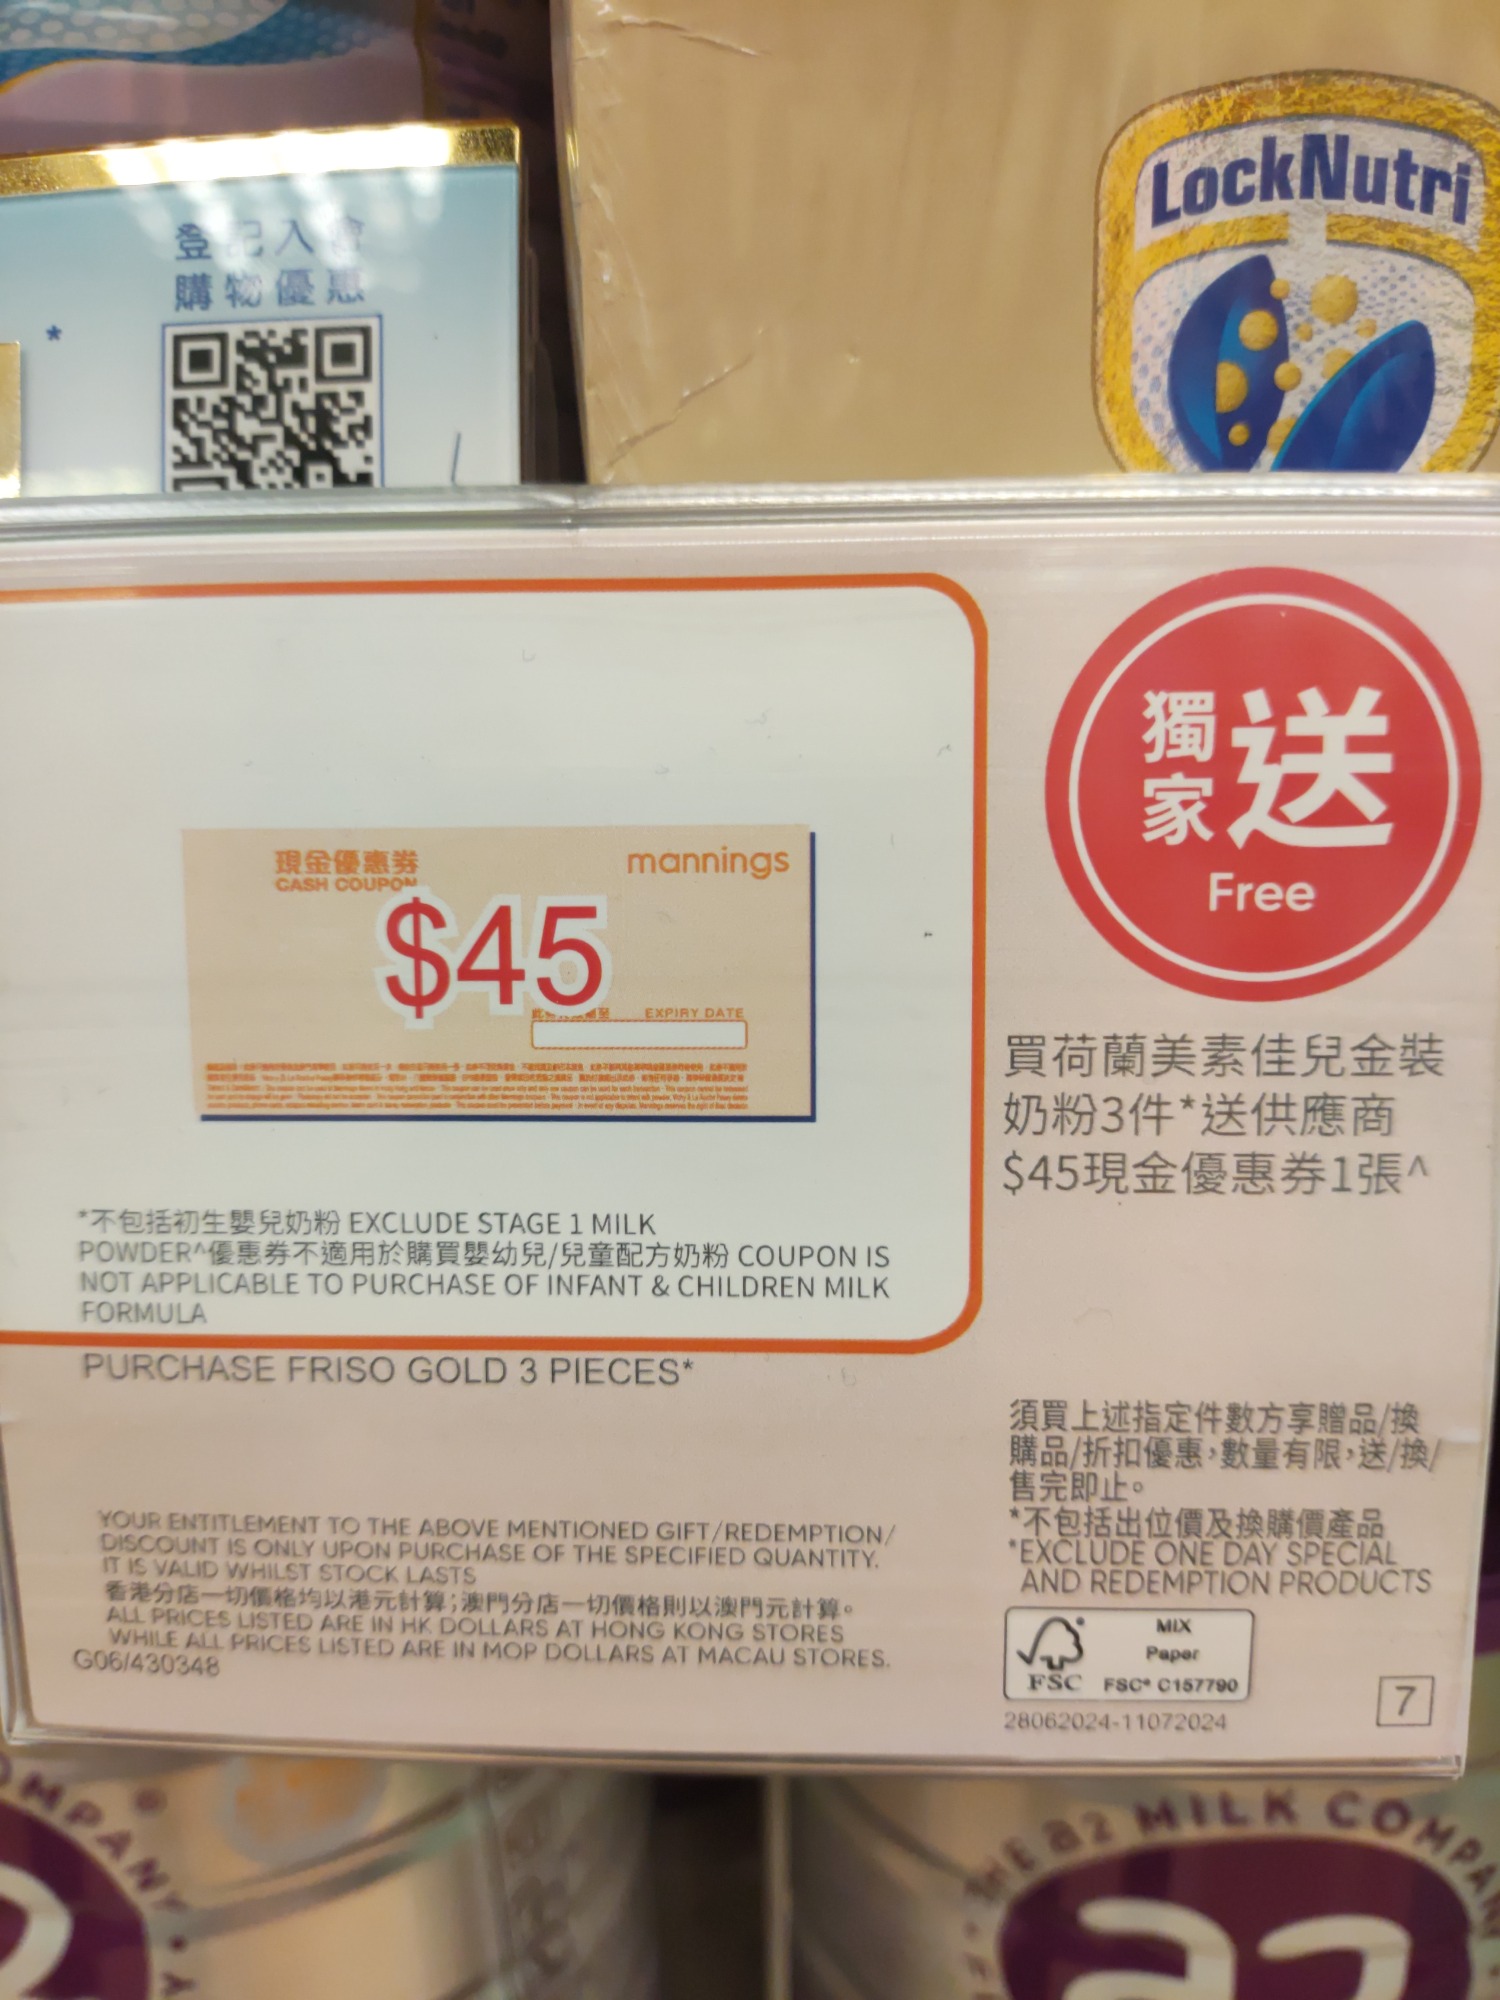 登記入會
購物優惠
*
LockNutri
獨家
送
Free
現金優惠券
CASH COUPON
mannings
$45
EXPIRY DATE
買荷蘭美素佳兒金裝
奶粉3件*送供應商
$45現金優惠券1張^
*不包括初生嬰兒奶粉 EXCLUDE STAGE 1 MILK
POWDER^優惠券不適用於購買嬰幼兒/兒童配方奶粉 COUPON IS
NOT APPLICABLE TO PURCHASE OF INFANT & CHILDREN MILK
FORMULA
PURCHASE FRISO GOLD 3 PIECES*
須買上述指定件數方享贈品/換
購品/折扣優惠，數量有限，送/換/
售完即止。
*不包括出位價及換購價產品
*EXCLUDE ONE DAY SPECIAL
AND REDEMPTION PRODUCTS
YOUR ENTITLEMENT TO THE ABOVE MENTIONED GIFT/REDEMPTION/
DISCOUNT IS ONLY UPON PURCHASE OF THE SPECIFIED QUANTITY.
IT IS VALID WHILST STOCK LASTS
香港分店一切價格均以港元計算；澳門分店一切價格則以澳門元計算。
ALL PRICES LISTED ARE IN HK DOLLARS AT HONG KONG STORES
WHILE ALL PRICES LISTED ARE IN MOP DOLLARS AT MACAU STORES.
G06/430348
FSC
MIX
Paper
FSC® C157790
28062024-11072024
7
OMPANY
THE a2 MILK COMPAN
a2